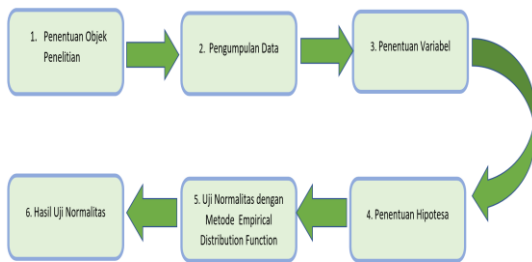 1. Penentuan Objek
Penelitian
2. Pengumpulan Data
3. Pentuan Variabel
4. Penentuan Hipotesa
5. Uji Normalitas dengan
Metode Empirical
Distribution Function
6. Hasil Uji Normalitas